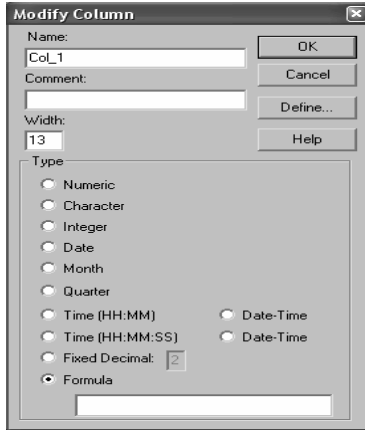 Modify Column
Name:
OK
Col_1
Comment:
Cancel
Define...
Width:
13
Help
Type
Numeric
Character
Integer
Date
Month
Quarter
Time (HH:MM) Date-Time
Time (HH:MM:SS) Date-Time
Fixed Decimal: 2
Formula